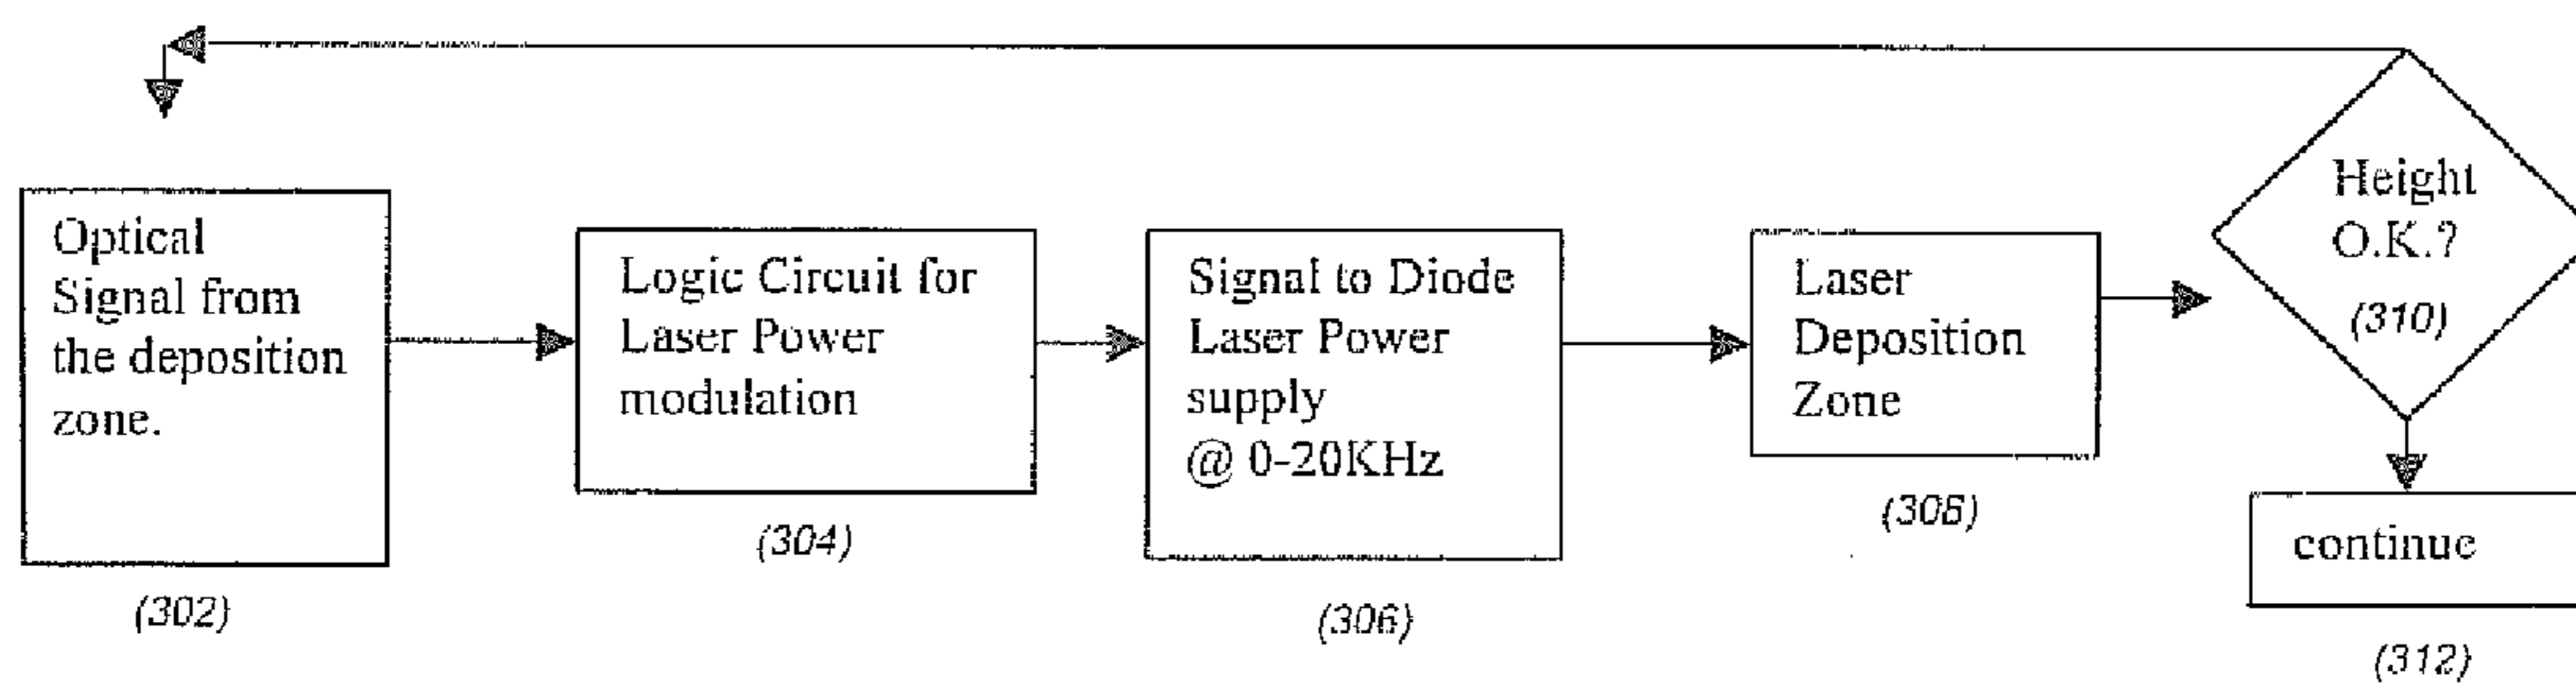 Optical
Signal from
the deposition
zone.
(302)
Logic Circuit for
Laser Power
modulation
(304)
Signal to Diode
Laser Power
supply
@ 0-20KHz
(306)
Laser
Deposition
Zone
(308)
Height
O.K.?
(310)
continue
(312)